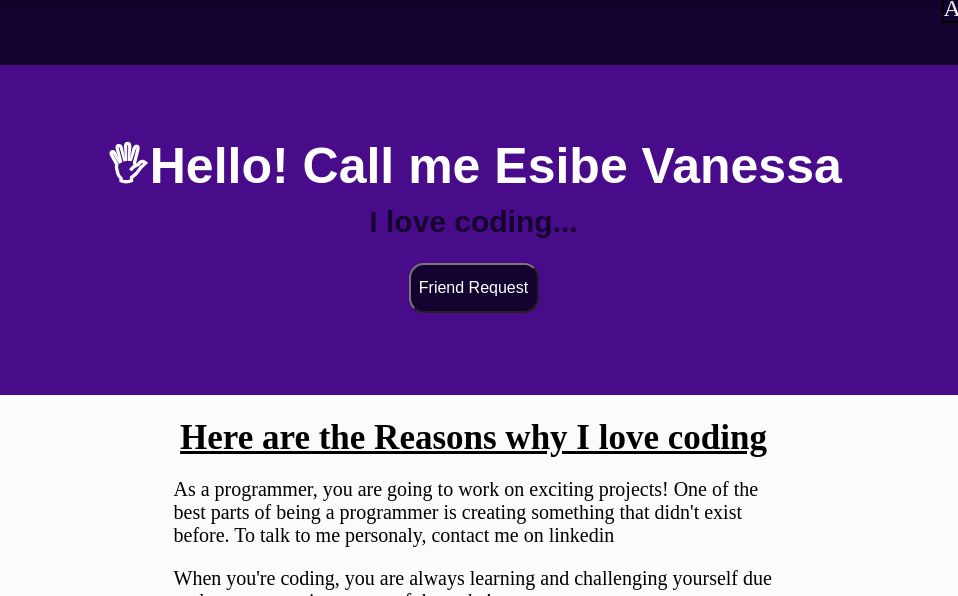 A
🖐Hello! Call me Esibe Vanessa
I love coding...
Friend Request
Here are the Reasons why I love coding
As a programmer, you are going to work on exciting projects! One of the
best parts of being a programmer is creating something that didn't exist
before. To talk to me personaly, contact me on linkedin
When you're coding, you are always learning and challenging yourself due